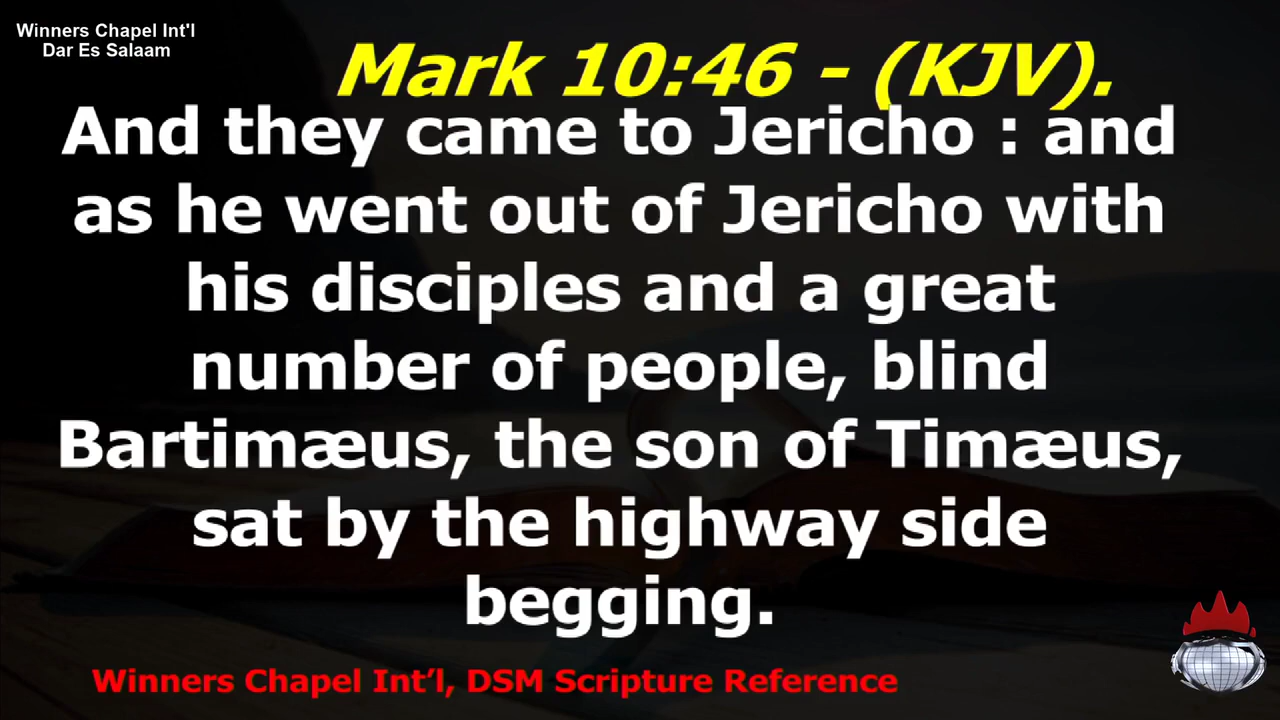 Winners Chapel Int'l
Dar Es Salaam
Mark 10:46 - (KJV).
And they came to Jericho : and
as he went out of Jericho with
his disciples and a great
number of people, blind
Bartimæus, the son of Timæus,
sat by the highway side
begging.
Winners Chapel Int’l, DSM Scripture Reference